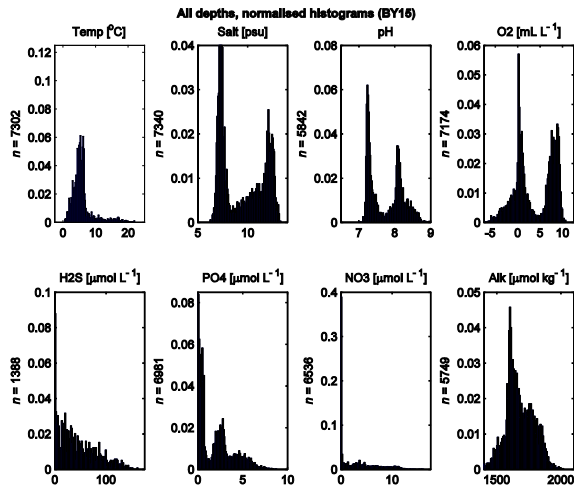 All depths, normalised histograms (BY15)
Temp [⁰C]
Salt [psu]
pH
O2 [mL L⁻¹]
n = 7302
0.12
0.1
0.08
0.06
0.04
0.02
0
0 10 20
n = 7340
0.04
0.03
0.02
0.01
0
5 10
n = 5842
0.08
0.06
0.04
0.02
0
7 8 9
n = 7174
0.06
0.05
0.04
0.03
0.02
0.01
0
-5 0 5 10
H2S [µmol L⁻¹]
PO4 [µmol L⁻¹]
NO3 [µmol L⁻¹]
Alk [µmol kg⁻¹]
n = 1388
0.1
0.08
0.06
0.04
0.02
0
0 100
n = 6981
0.08
0.06
0.04
0.02
0
0 5 10
n = 6536
0.4
0.3
0.2
0.1
0
0 10
n = 5749
0.05
0.04
0.03
0.02
0.01
0
1500 2000